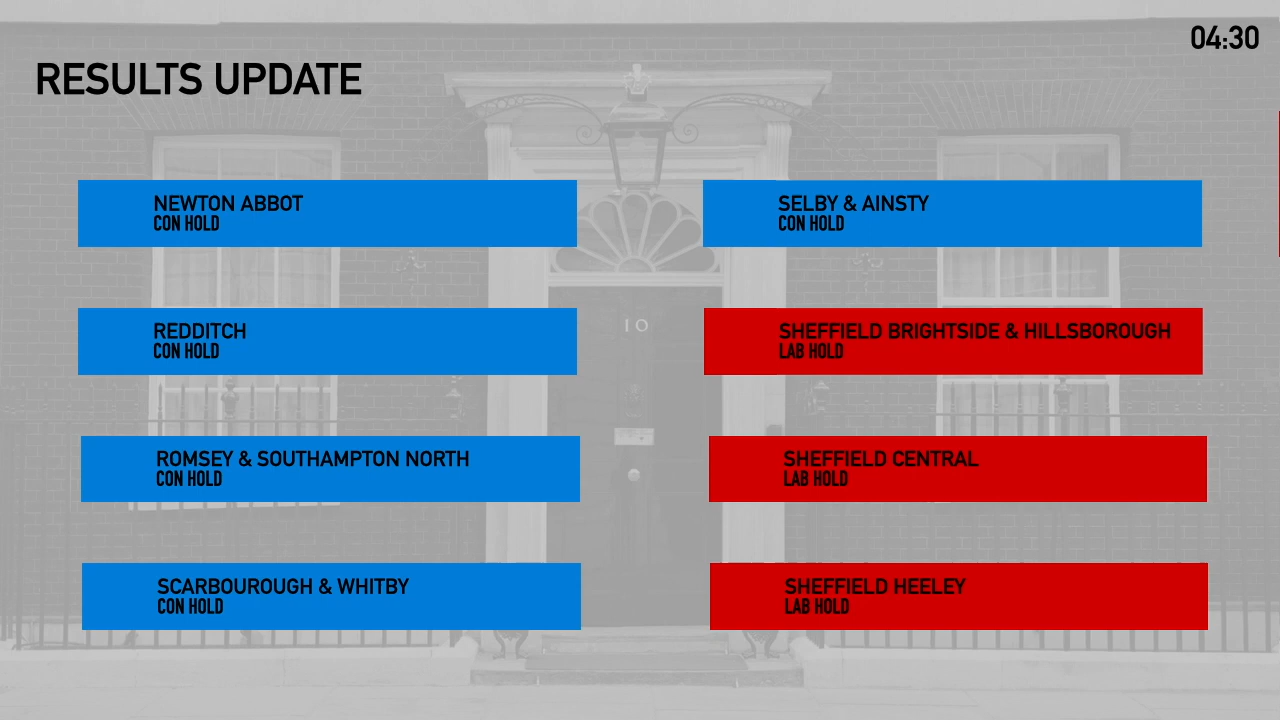 04:30
RESULTS UPDATE
NEWTON ABBOT
CON HOLD
REDDITCH
CON HOLD
ROMSEY & SOUTHAMPTON NORTH
CON HOLD
SCARBOUROUGH & WHITBY
CON HOLD
SELBY & AINSTY
CON HOLD
SHEFFIELD BRIGHTSIDE & HILLSBOROUGH
LAB HOLD
SHEFFIELD CENTRAL
LAB HOLD
SHEFFIELD HEELEY
LAB HOLD
10